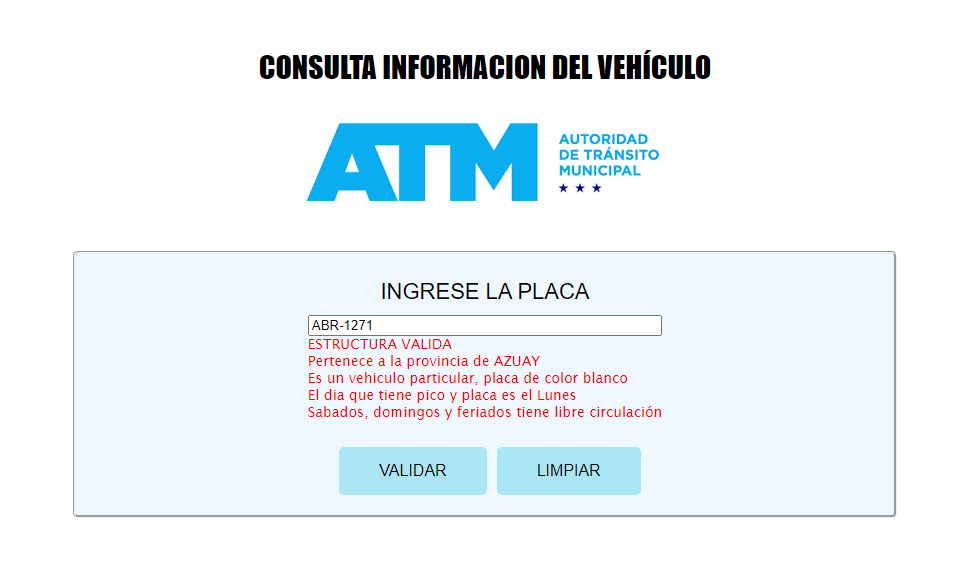 CONSULTA INFORMACION DEL VEHÍCULO
ATM
AUTORIDAD
DE TRÁNSITO
MUNICIPAL
INGRESE LA PLACA
ABR-1271
ESTRUCTURA VALIDA
Pertenece a la provincia de AZUAY
Es un vehiculo particular, placa de color blanco
El dia que tiene pico y placa es el Lunes
Sabados, domingos y feriados tiene libre circulación
VALIDAR LIMPIAR